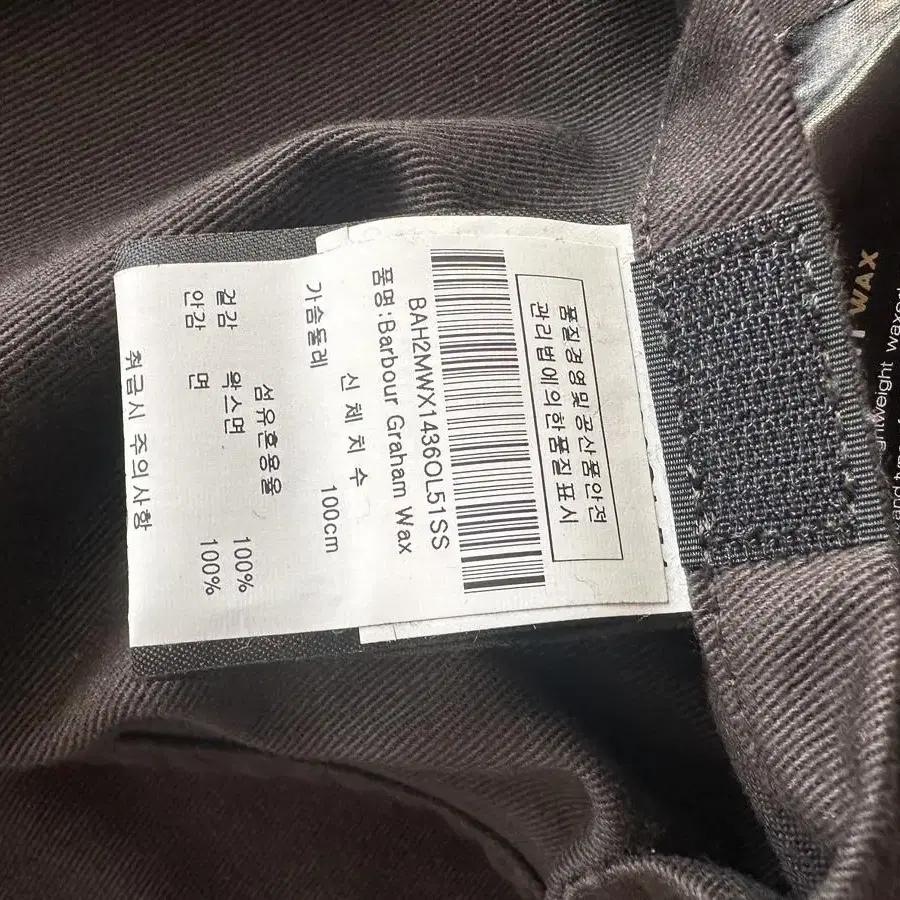 품질경영및공산품안전
관리법에의한품질표시
BAH2MWX1436OL51SS
품명:Barbour Graham Wax
신 체 치 수
가슴둘레 100cm
섬유혼용율
겉감 왁스면 100%
안감 면 100%
취급시 주의사항
WAX
weight waxed